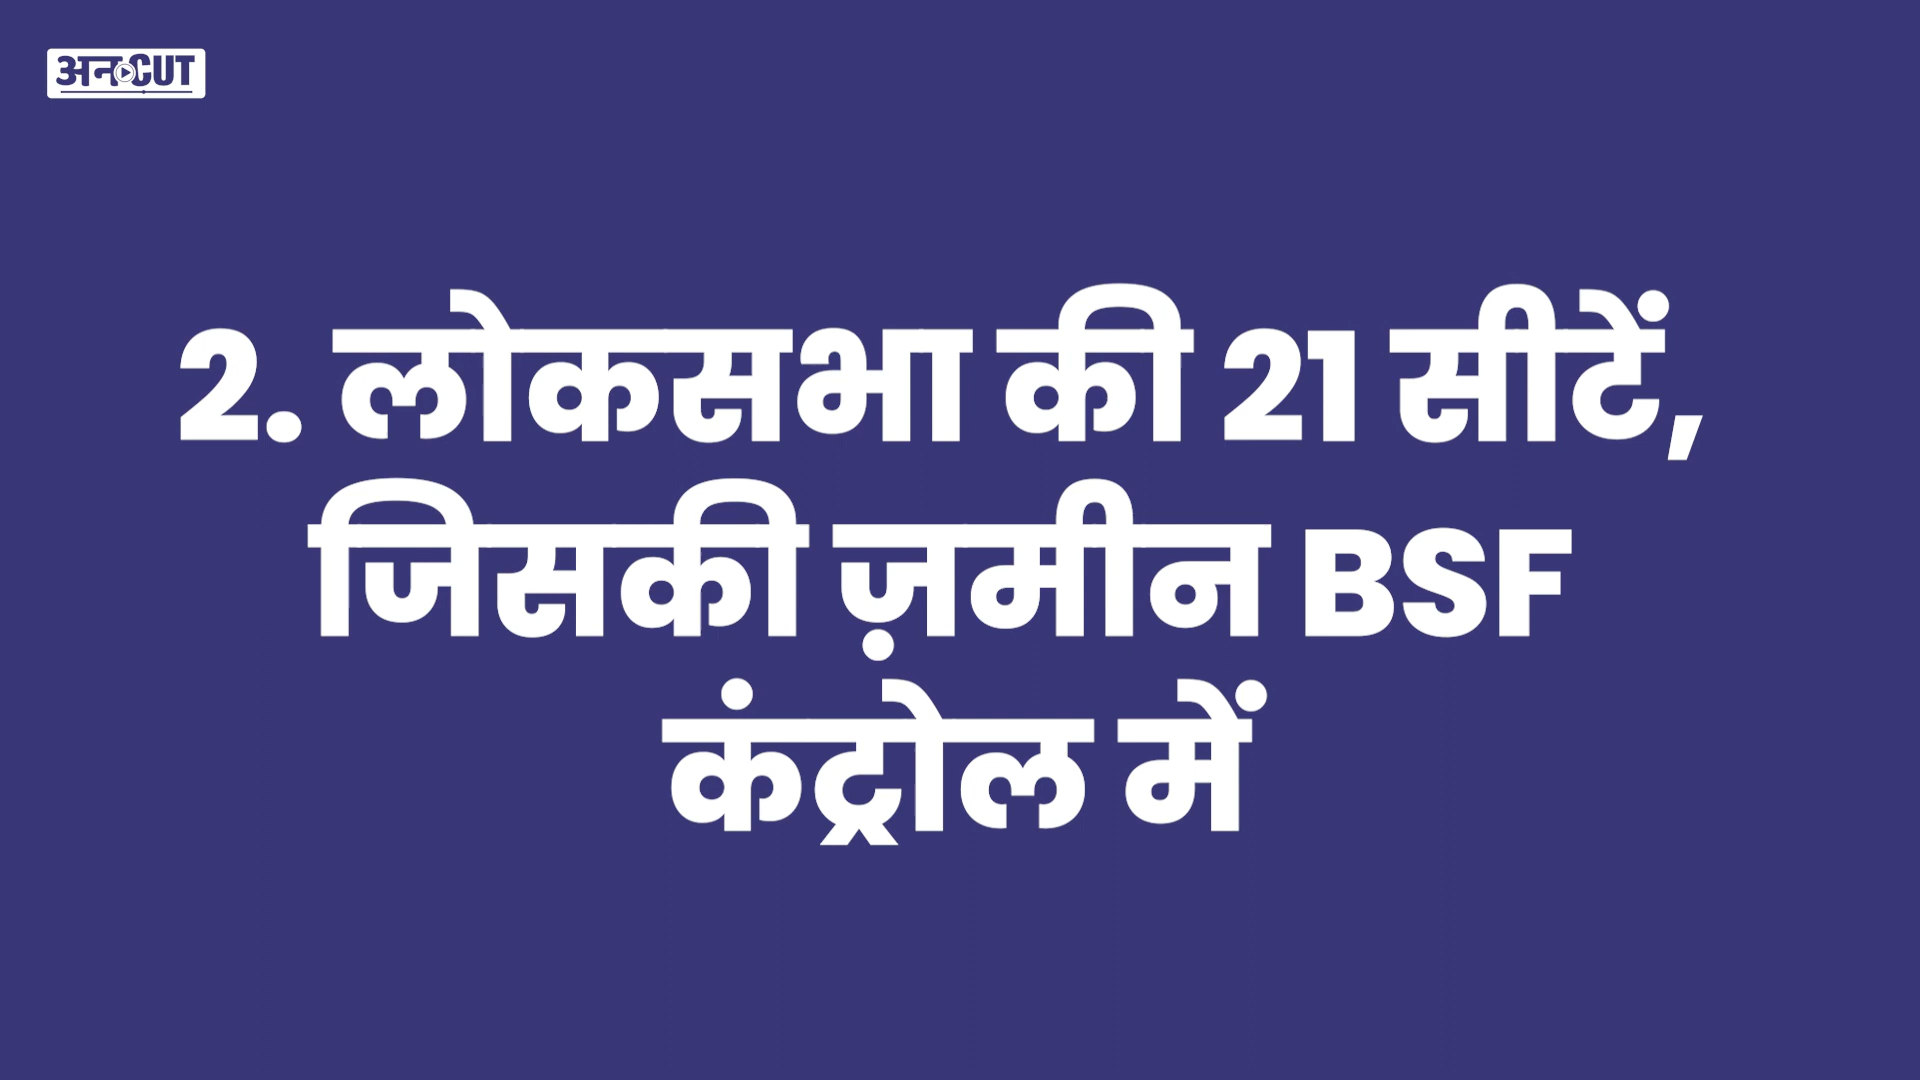 अनCUT
2. लोकसभा की 21 सीटें,
जिसकी ज़मीन BSF
कंट्रोल में